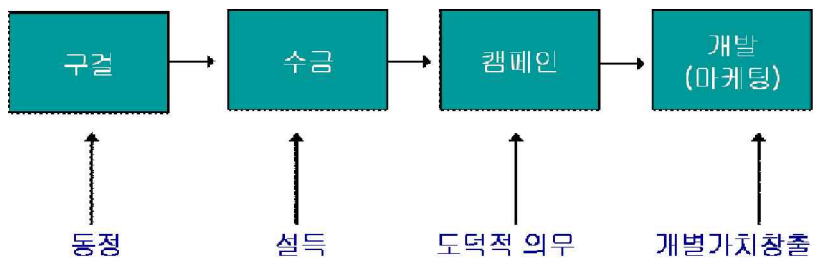 구걸
수금
캠페인
개발
(마케팅)
동정
설득
도덕적 의무
개별가치창출